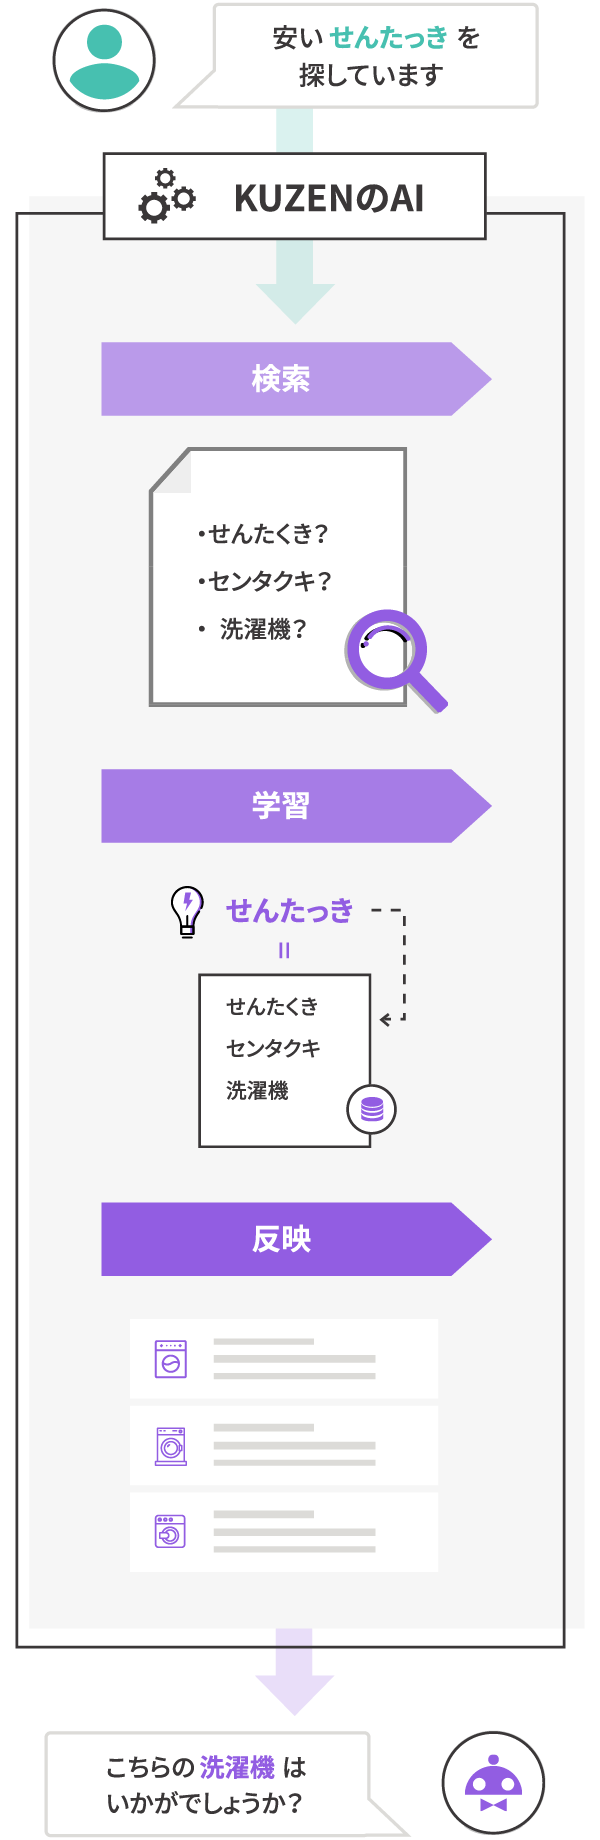 安い せんたっき を
探しています
KUZENのAI
検索
・せんたくき？
・センタクキ？
・ 洗濯機？
学習
せんたっき
=
せんたくき
センタクキ
洗濯機
反映
こちらの 洗濯機 は
いかがでしょうか？